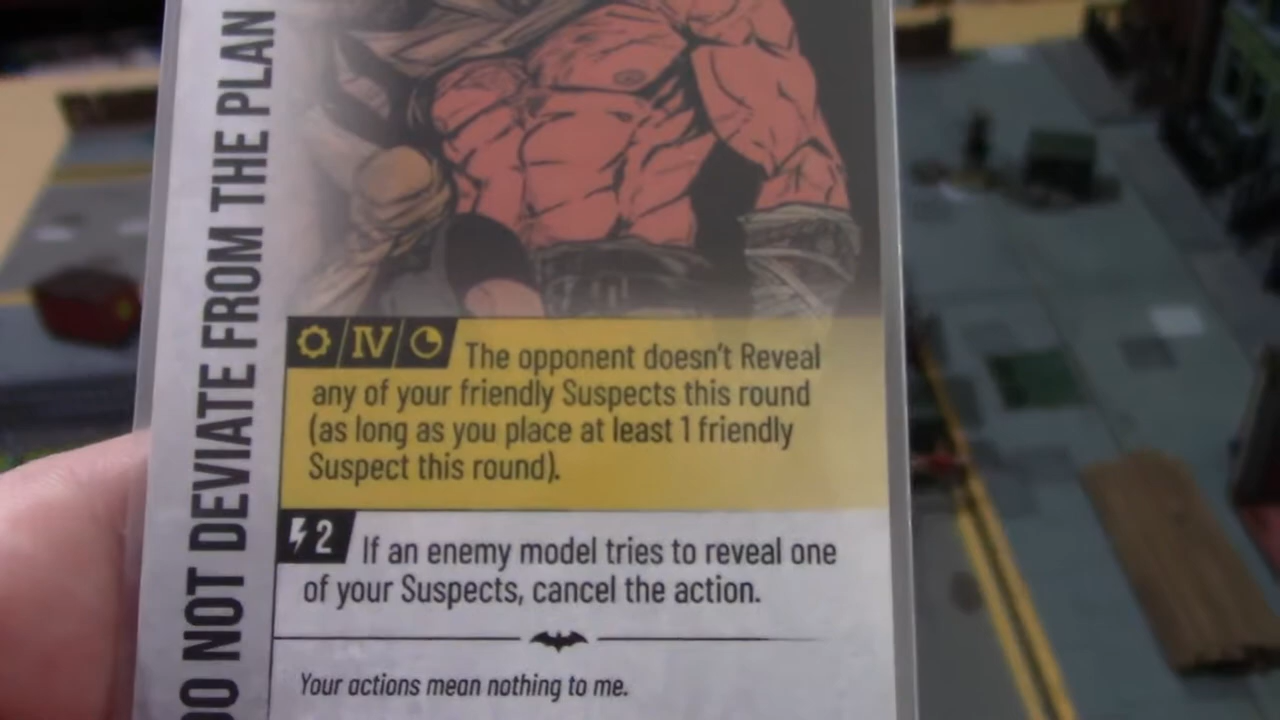 DO NOT DEVIATE FROM THE PLAN
IV The opponent doesn't Reveal
any of your friendly Suspects this round
(as long as you place at least 1 friendly
Suspect this round).
2 If an enemy model tries to reveal one
of your Suspects, cancel the action.
Your actions mean nothing to me.